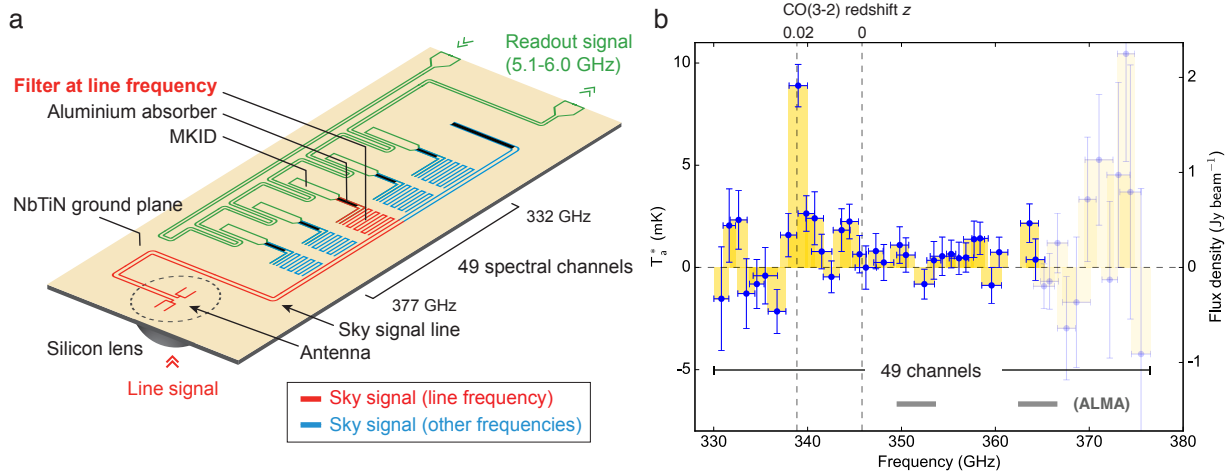 a
Readout signal
(5.1-6.0 GHz)
Filter at line frequency
Aluminium absorber
MKID
NbTiN ground plane
332 GHz
49 spectral channels
377 GHz
Sky signal line
Antenna
Silicon lens
Line signal
Sky signal (line frequency)
Sky signal (other frequencies)
b
CO(3-2) redshift z
0.02 0
10
5
0
-5
T*a (mK)
2
1
0
-1
Flux density (Jy beam⁻¹)
49 channels
(ALMA)
330 340 350 360 370 380
Frequency (GHz)